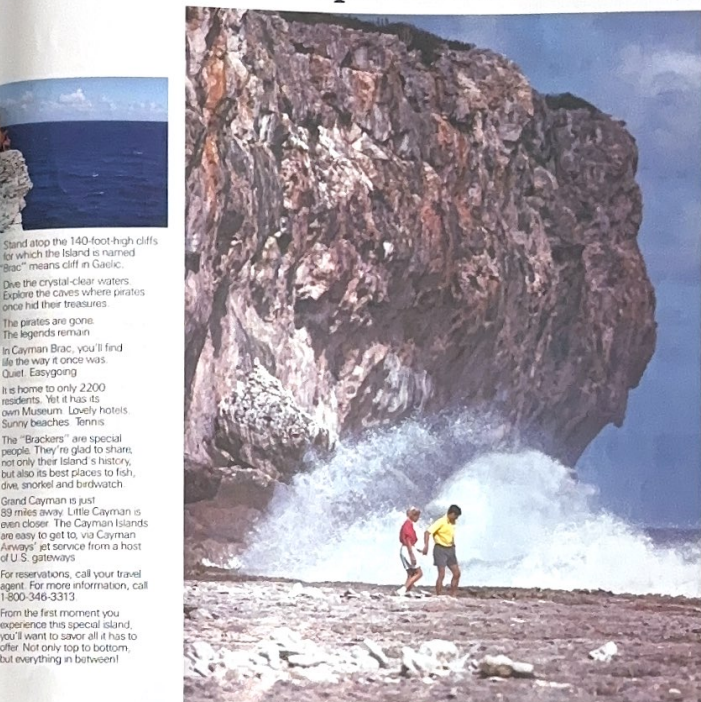 Stand atop the 140-foot-high cliffs
for which the Island is named
"Brac" means cliff in Gaelic.
Dive the crystal-clear waters.
Explore the caves where pirates
once hid their treasures.
The pirates are gone.
The legends remain
In Cayman Brac, you'll find
life the way it once was.
Quiet. Easygoing
It is home to only 2200
residents. Yet it has its
own Museum. Lovely hotels.
Sunny beaches. Tennis.
The "Brackers" are special
people. They're glad to share,
not only their Island's history,
but also its best places to fish,
dive, snorkel and birdwatch.
Grand Cayman is just
89 miles away. Little Cayman is
even closer. The Cayman Islands
are easy to get to, via Cayman
Airways' jet service from a host
of U.S. gateways
For reservations, call your travel
agent. For more information, call
1-800-346-3313.
From the first moment you
experience this special island,
you'll want to savor all it has to
offer. Not only top to bottom,
but everything in between!